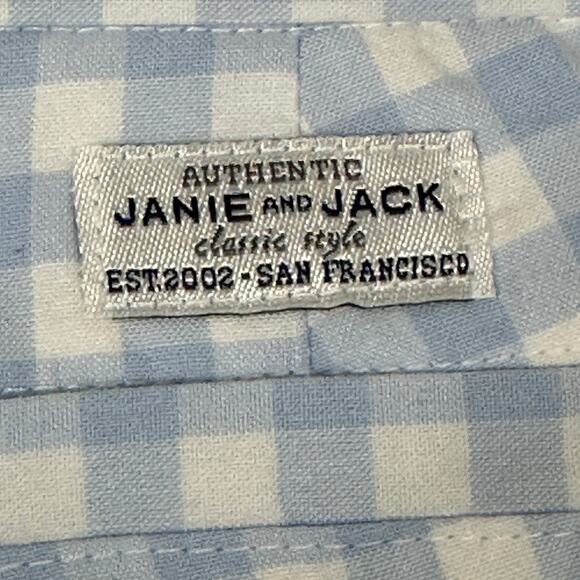 AUTHENTIC
JANIE AND JACK
classic style
EST.2002-SAN FRANCISCO